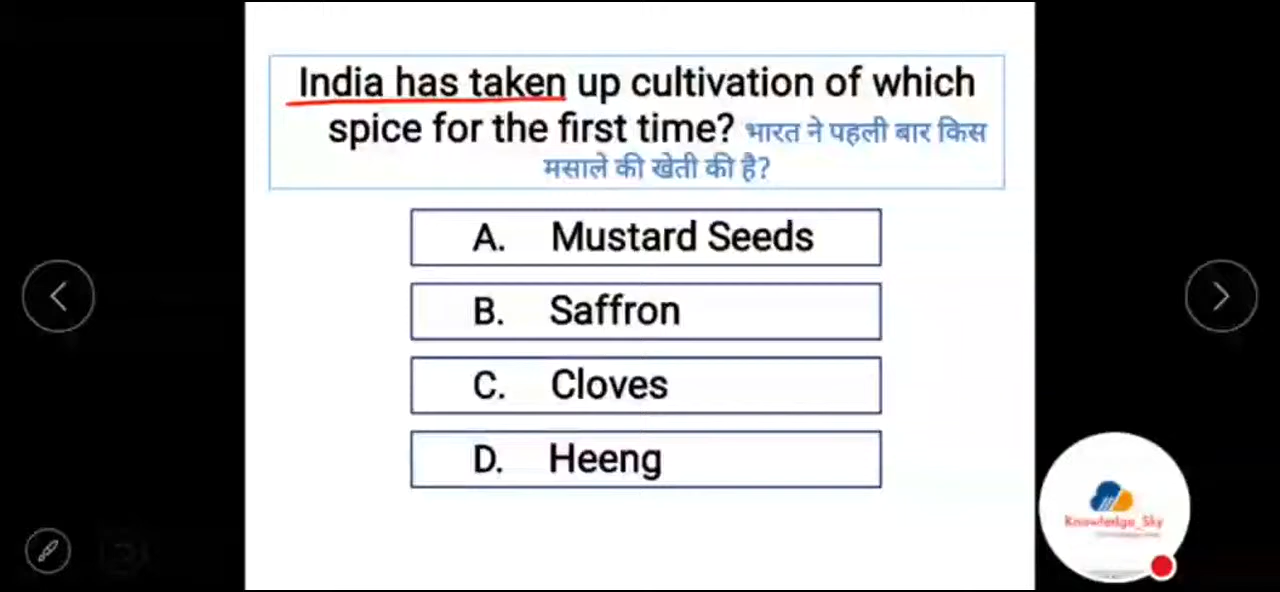 India has taken up cultivation of which
spice for the first time? भारत ने पहली बार किस
मसाले की खेती की है?
A. Mustard Seeds
B. Saffron
C. Cloves
D. Heeng
Knowledge_Sky